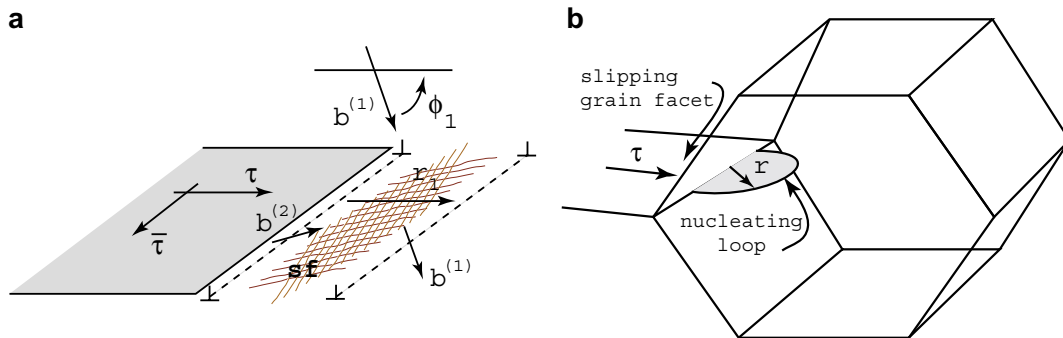 a
b
b(1)
ϕ1
τ
τ̅
r1
b(2)
sf
b(1)
slipping
grain facet
τ
r
nucleating
loop